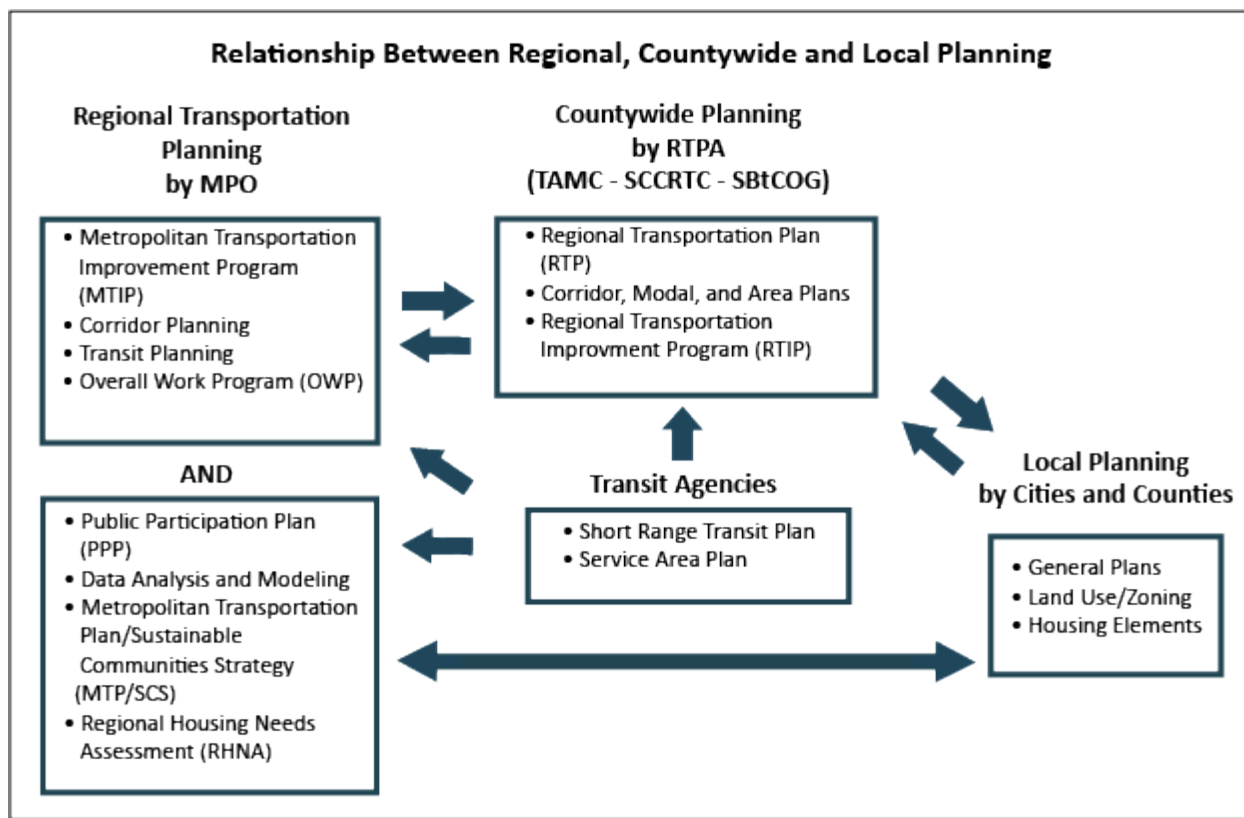 Relationship Between Regional, Countywide and Local Planning
Regional Transportation
Planning
by MPO
• Metropolitan Transportation
Improvement Program
(MTIP)
• Corridor Planning
• Transit Planning
• Overall Work Program (OWP)
AND
• Public Participation Plan
(PPP)
• Data Analysis and Modeling
• Metropolitan Transportation
Plan/Sustainable
Communities Strategy
(MTP/SCS)
• Regional Housing Needs
Assessment (RHNA)
Countywide Planning
by RTPA
(TAMC - SCCRTC - SBtCOG)
• Regional Transportation Plan
(RTP)
• Corridor, Modal, and Area Plans
• Regional Transportation
Improvment Program (RTIP)
Transit Agencies
• Short Range Transit Plan
• Service Area Plan
Local Planning
by Cities and Counties
• General Plans
• Land Use/Zoning
• Housing Elements